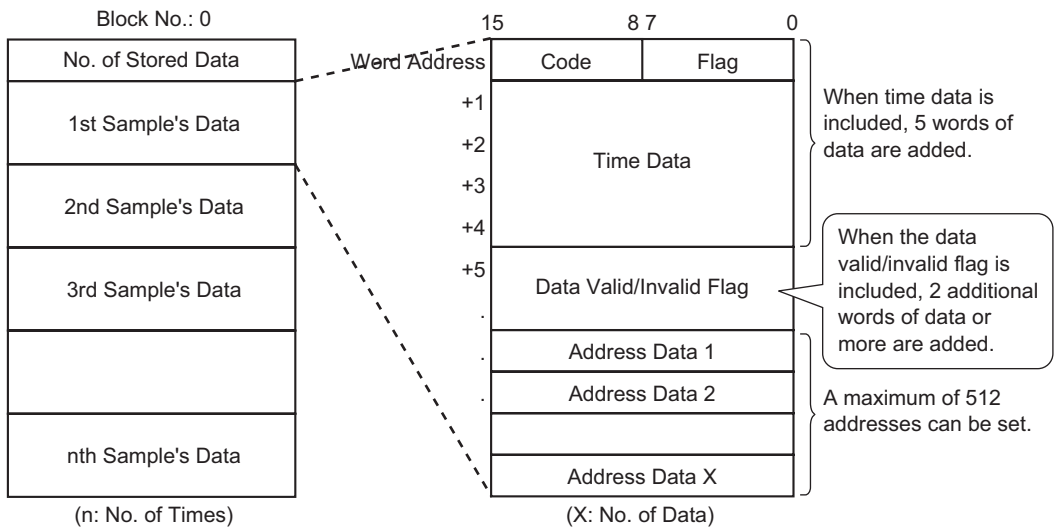 Block No.: 0
No. of Stored Data
1st Sample's Data
2nd Sample's Data
3rd Sample's Data
nth Sample's Data
(n: No. of Times)
15 8 7 0
Word Address
Code Flag
+1
+2
+3
+4
+5
.
.
.
Time Data
Data Valid/Invalid Flag
Address Data 1
Address Data 2
Address Data X
(X: No. of Data)
When time data is
included, 5 words of
data are added.
When the data
valid/invalid flag is
included, 2 additional
words of data or
more are added.
A maximum of 512
addresses can be set.